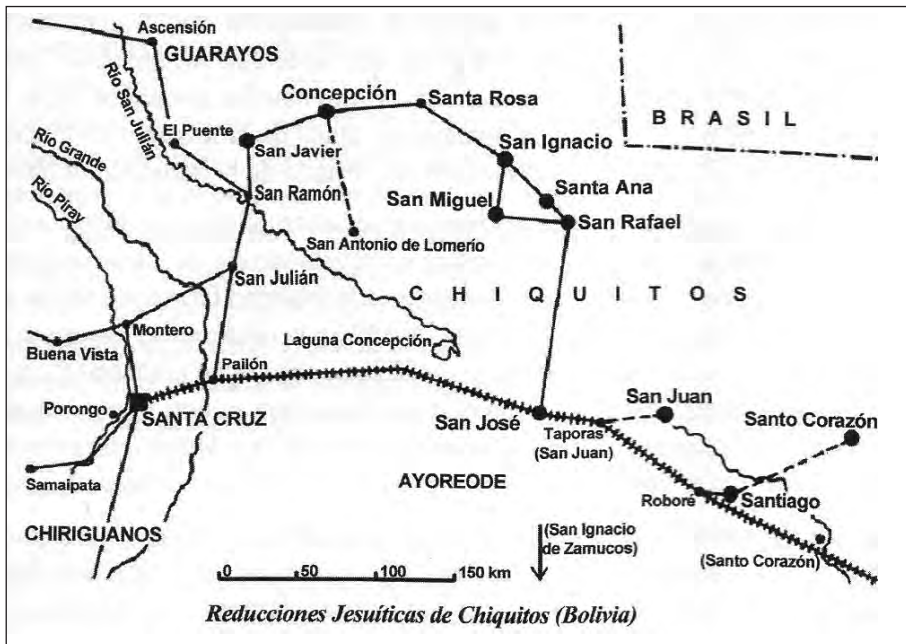 Ascensión
GUARAYOS
Río San Julián
Concepción
Santa Rosa
BRASIL
El Puente
San Javier
San Ignacio
Río Grande
Río Piray
San Ramón
Santa Ana
San Miguel
San Rafael
San Antonio de Lomerío
San Julián
CHIQUITOS
Montero
Laguna Concepción
Buena Vista
Pailón
Porongo
SANTA CRUZ
San José
San Juan
Taporas
(San Juan)
Santo Corazón
Samaipata
AYOREODE
Roboré
Santiago
CHIRIGUANOS
(San Ignacio
de Zamucos)
(Santo Corazón)
0 50 100 150 km
Reducciones Jesuíticas de Chiquitos (Bolivia)